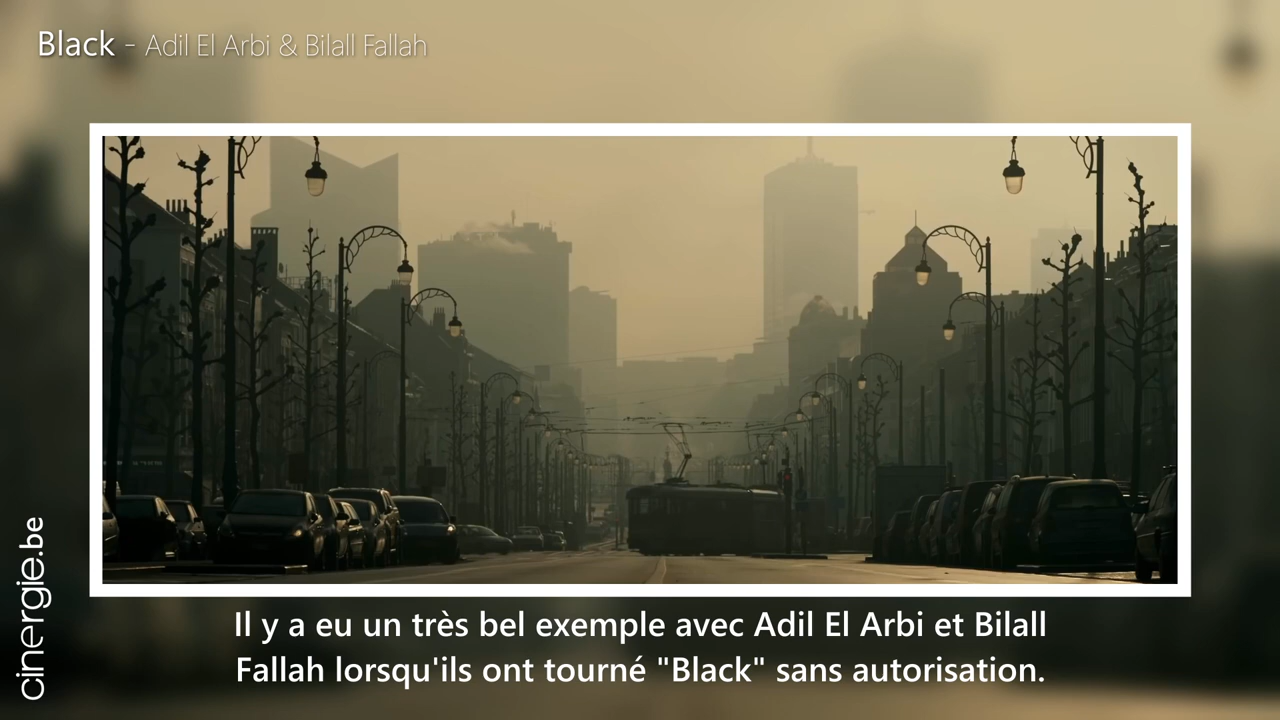 Black - Adil El Arbi & Bilall Fallah
cinergie.be
Il y a eu un très bel exemple avec Adil El Arbi et Bilall
Fallah lorsqu'ils ont tourné "Black" sans autorisation.